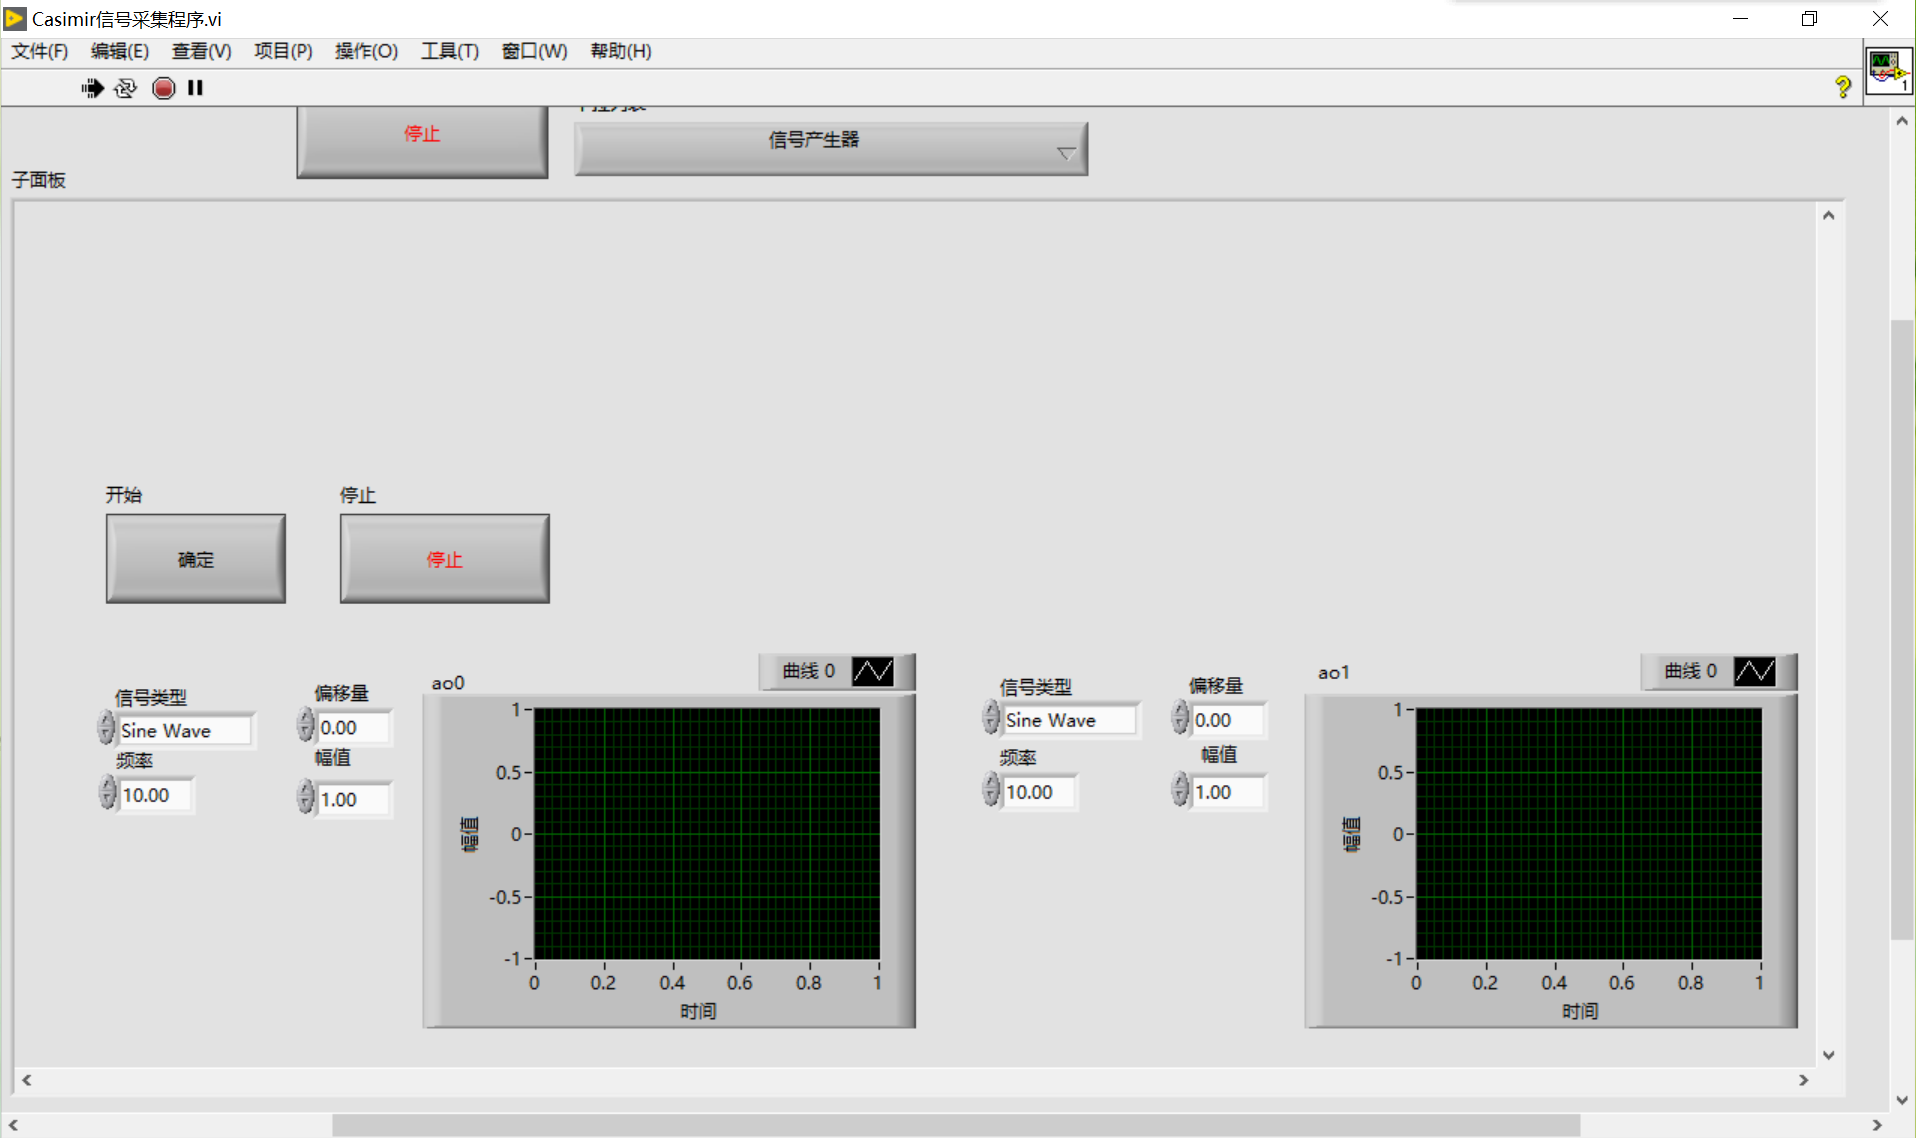 Casimir信号采集程序.vi
文件(F) 编辑(E) 查看(V) 项目(P) 操作(O) 工具(T) 窗口(W) 帮助(H)
?
1
停止
信号产生器
子面板
开始 停止
确定 停止
信号类型
Sine Wave
频率
10.00
偏移量
0.00
幅值
1.00
ao0
曲线 0
1
0.5
0
-0.5
-1
幅值
0 0.2 0.4 0.6 0.8 1
时间
信号类型
Sine Wave
频率
10.00
偏移量
0.00
幅值
1.00
ao1
曲线 0
1
0.5
0
-0.5
-1
幅值
0 0.2 0.4 0.6 0.8 1
时间